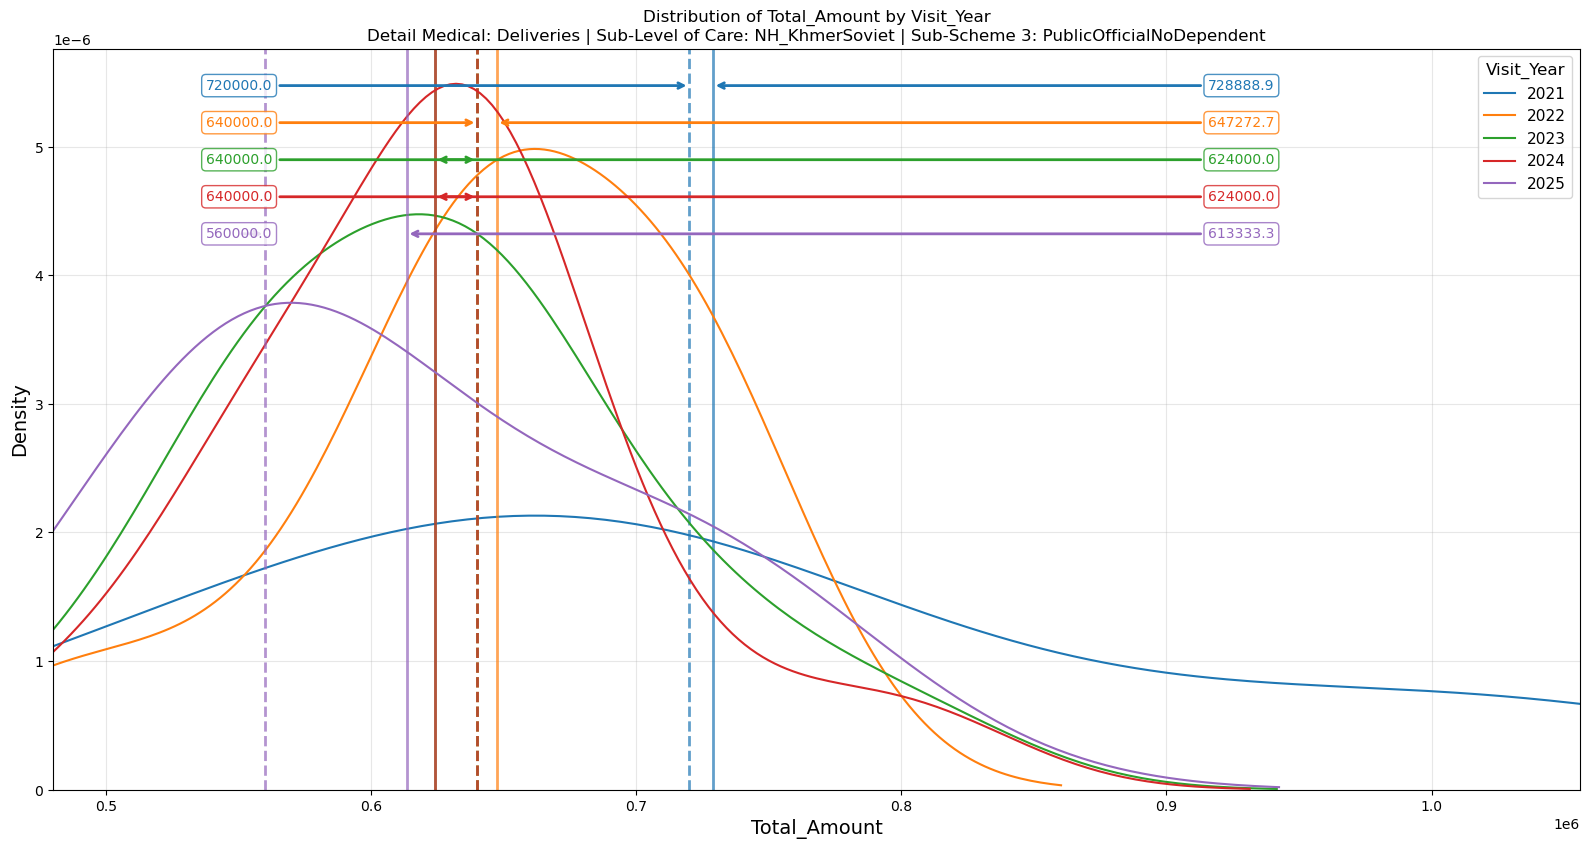 Distribution of Total_Amount by Visit_Year
Detail Medical: Deliveries | Sub-Level of Care: NH_KhmerSoviet | Sub-Scheme 3: PublicOfficialNoDependent
1e−6
Visit_Year
2021
2022
2023
2024
2025
720000.0 728888.9
640000.0 647272.7
640000.0 624000.0
640000.0 624000.0
560000.0 613333.3
5
4
3
2
1
0
Density
0.5 0.6 0.7 0.8 0.9 1.0
1e6
Total_Amount